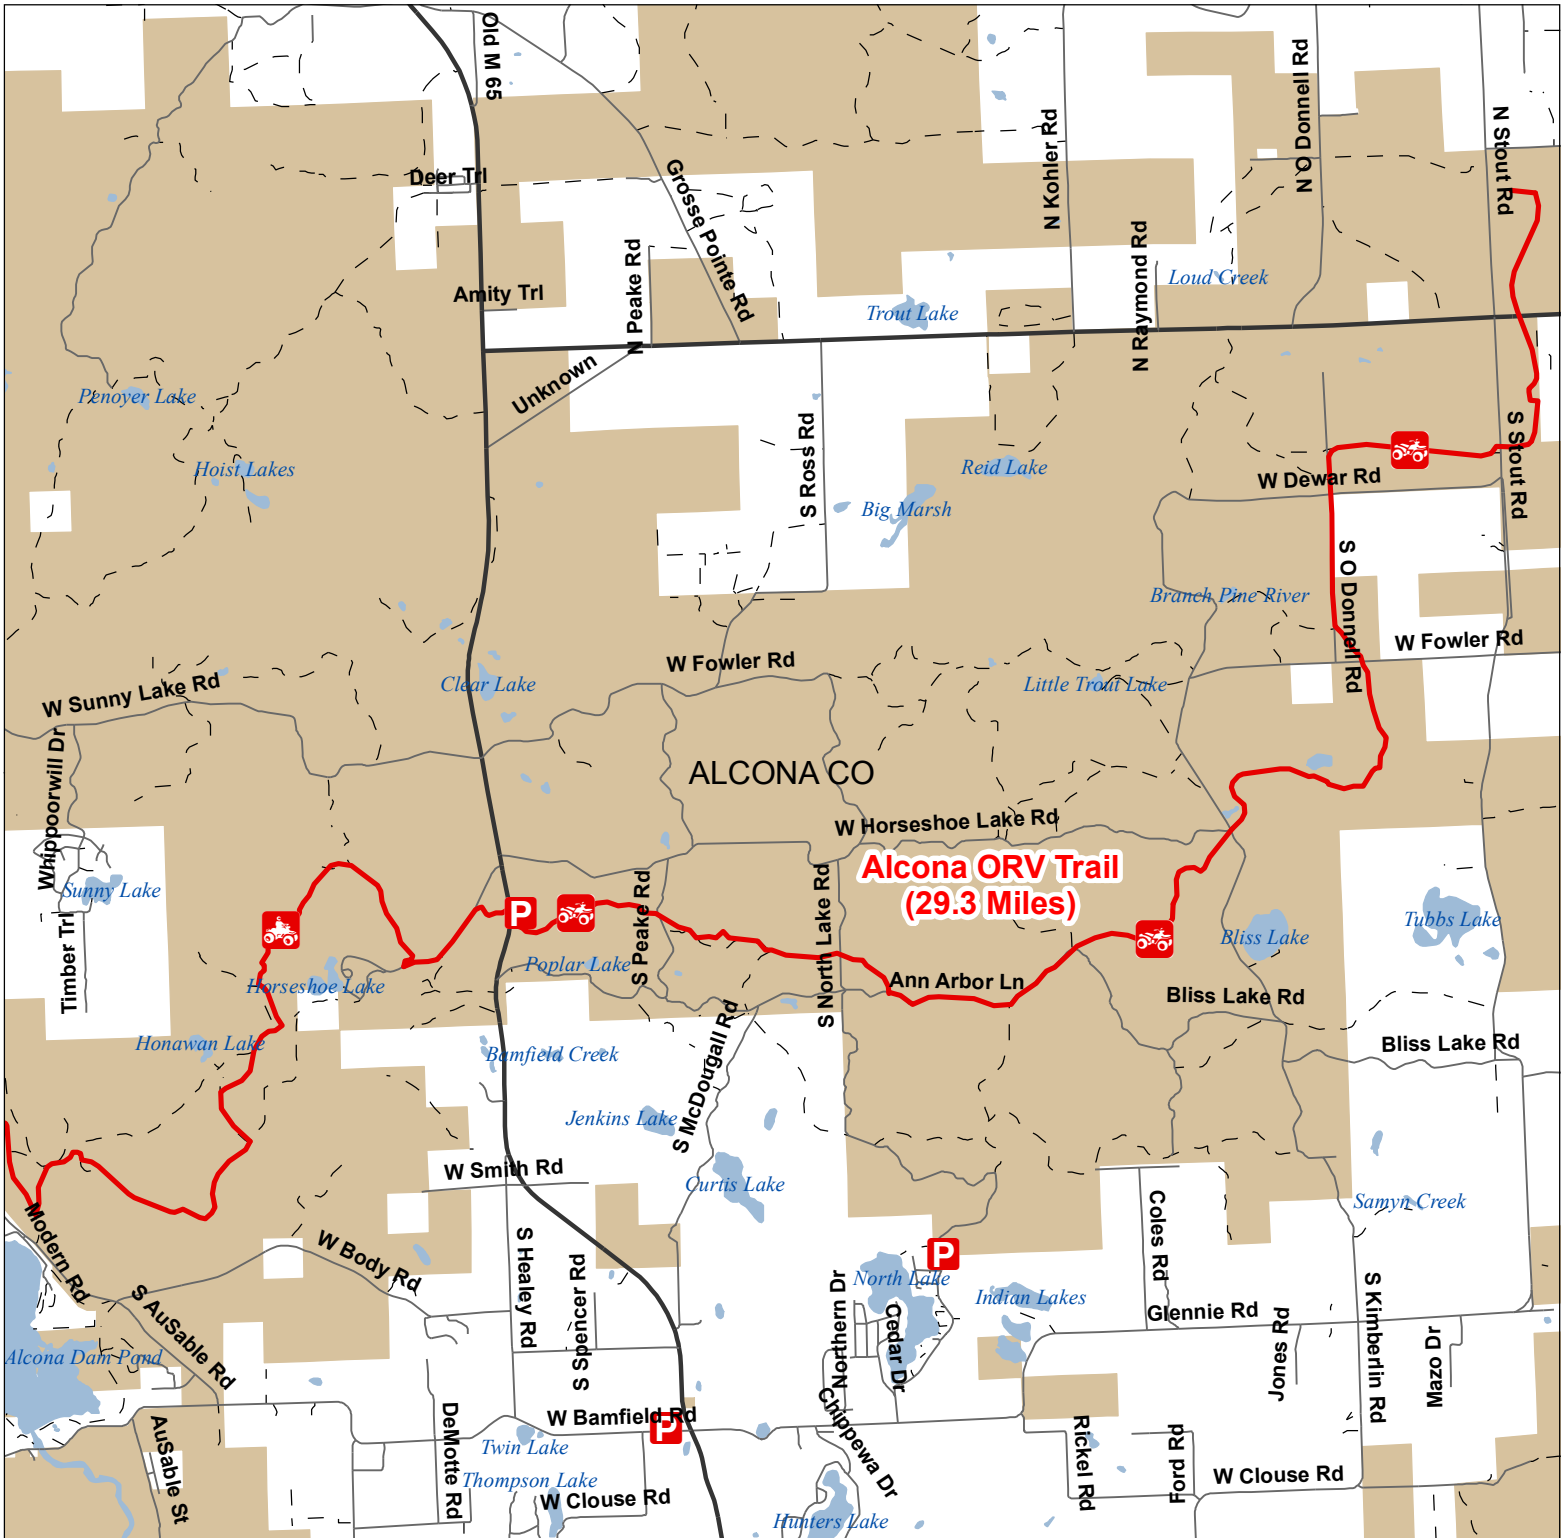 Old M 65
N Stout Rd
N O Donnell Rd
N Kohler Rd
Deer Trl
Grosse Pointe Rd
N Raymond Rd
N Peake Rd
Loud Creek
Amity Trl
Trout Lake
Unknown
Penoyer Lake
Hoist Lakes
S Ross Rd
Reid Lake
Big Marsh
W Dewar Rd
S Stout Rd
S O Donnell Rd
Branch Pine River
W Fowler Rd
W Fowler Rd
W Sunny Lake Rd
Clear Lake
Little Trout Lake
Whippoorwill Dr
ALCONA CO
W Horseshoe Lake Rd
Alcona ORV Trail
(29.3 Miles)
Sunny Lake
Timber Trl
P
S Peake Rd
S North Lake Rd
Tubbs Lake
Bliss Lake
Poplar Lake
Horseshoe Lake
Ann Arbor Ln
Bliss Lake Rd
Honawan Lake
Bamfield Creek
Bliss Lake Rd
S McDougall Rd
Jenkins Lake
W Smith Rd
Curtis Lake
Samyn Creek
Modern Rd
W Body Rd
S Healey Rd
S Spencer Rd
Coles Rd
P
North Lake
Indian Lakes
Northern Dr
Cedar Dr
Glennie Rd
Jones Rd
S Kimberlin Rd
Mazo Dr
S AuSable Rd
Alcona Dam Pond
AuSable St
DeMotte Rd
W Bamfield Rd
P
Chippewa Dr
Twin Lake
Thompson Lake
W Clouse Rd
Rickel Rd
Ford Rd
W Clouse Rd
Hunters Lake